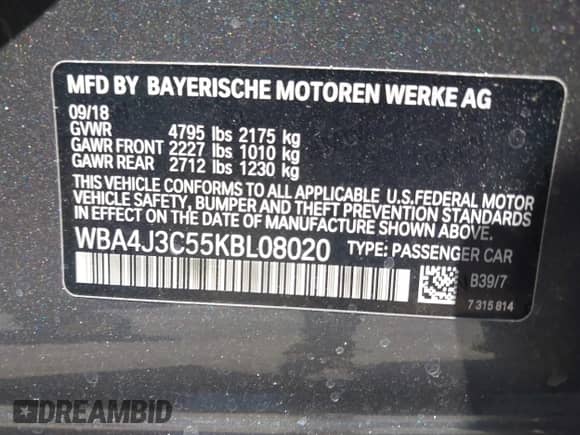 MFD BY BAYERISCHE MOTOREN WERKE AG
09/18
GVWR 4795 lbs 2175 kg
GAWR FRONT 2227 lbs 1010 kg
GAWR REAR 2712 lbs 1230 kg
THIS VEHICLE CONFORMS TO ALL APPLICABLE U.S.FEDERAL MOTOR
VEHICLE SAFETY, BUMPER AND THEFT PREVENTION STANDARDS
IN EFFECT ON THE DATE OF MANUFACTURE SHOWN ABOVE.
WBA4J3C55KBL08020 TYPE: PASSENGER CAR
B39/7
7 315 814
DREAMBID